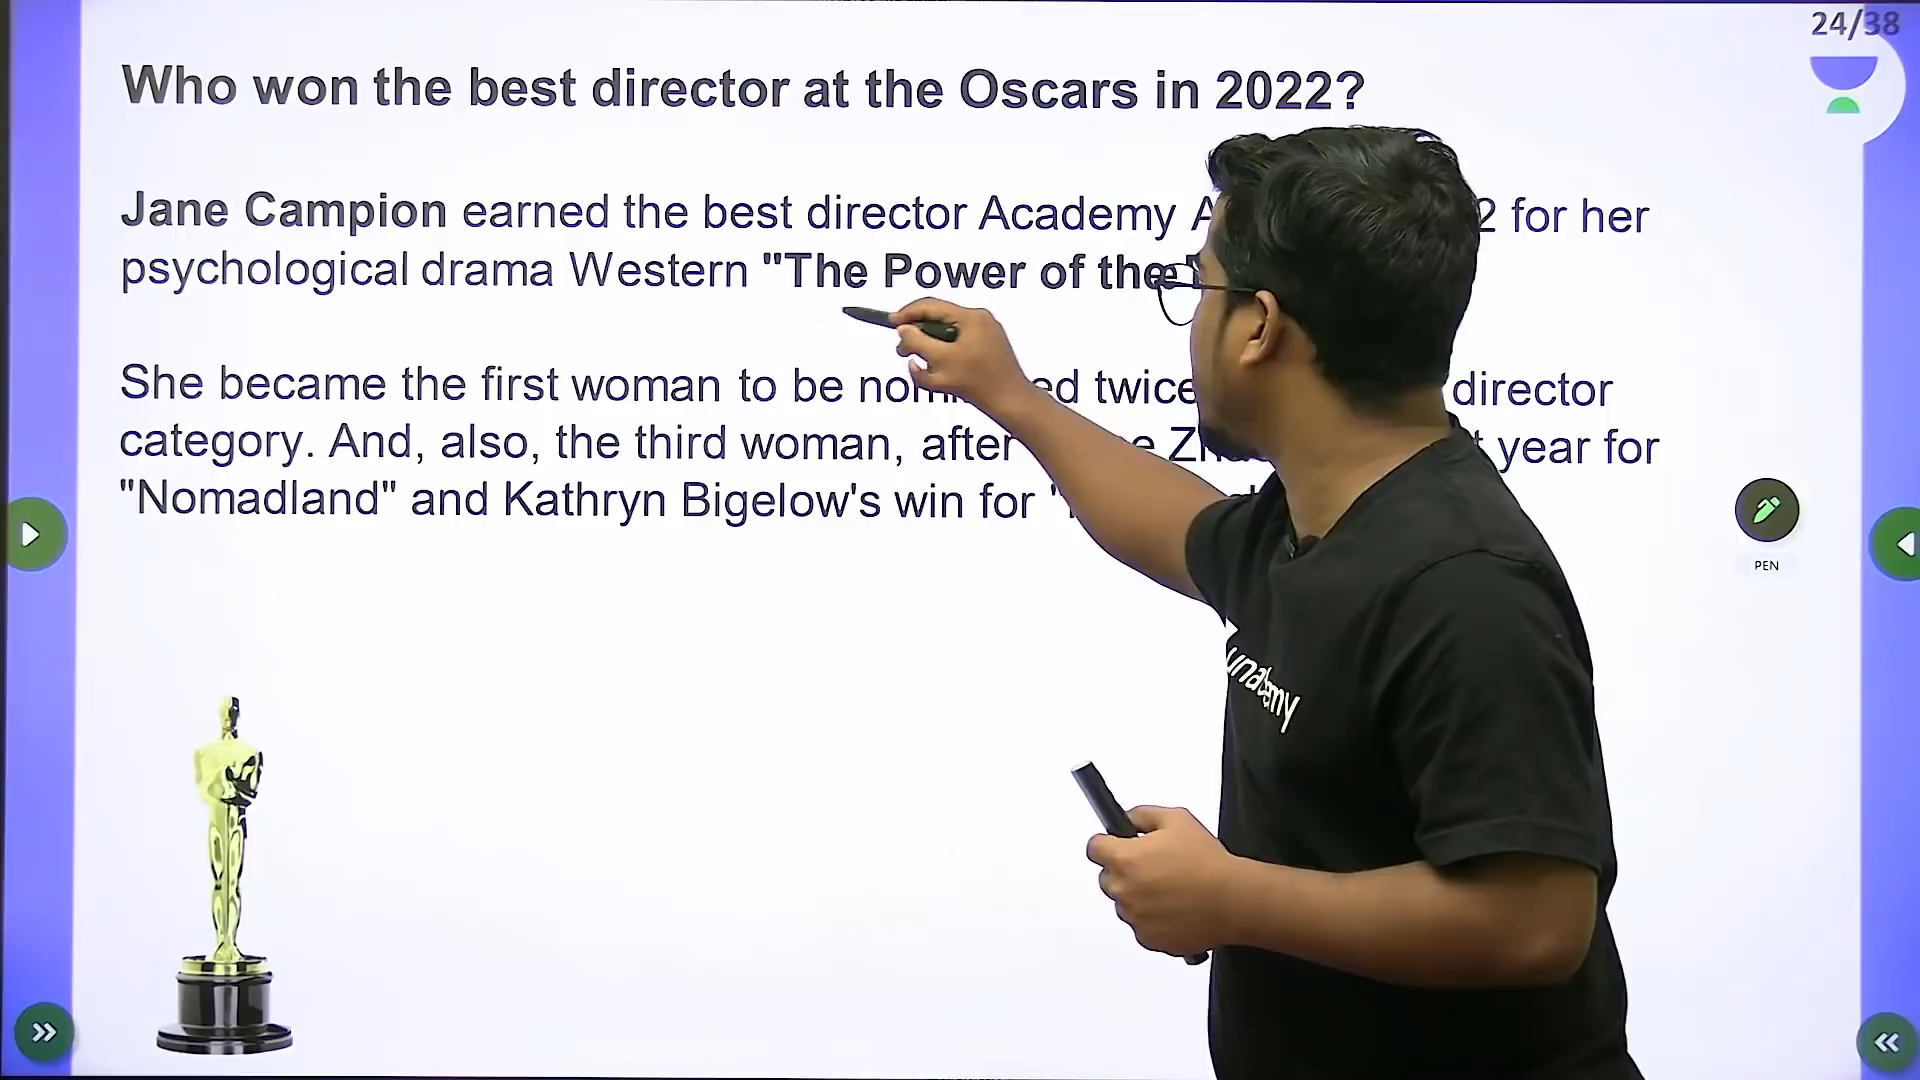 24/38
Who won the best director at the Oscars in 2022?
Jane Campion earned the best director Academy 2 for her
psychological drama Western "The Power of the
She became the first woman to be twice director
category. And, also, the third woman, after year for
"Nomadland" and Kathryn Bigelow's win for
PEN
unacademy